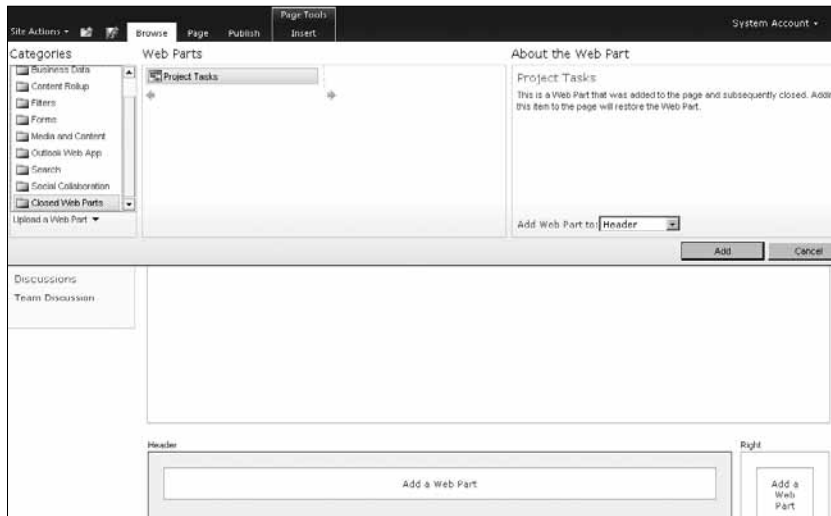 Page Tools
Site Actions
Browse Page Publish Insert
System Account
Categories
Business Data
Content Rollup
Filters
Forms
Media and Content
Outlook Web App
Search
Social Collaboration
Closed Web Parts
Upload a Web Part
Web Parts
Project Tasks
About the Web Part
Project Tasks
This is a Web Part that was added to the page and subsequently closed. Addin
this item to the page will restore the Web Part.
Add Web Part to: Header
Add Cancel
Discussions
Team Discussion
Header
Add a Web Part
Right
Add a
Web
Part